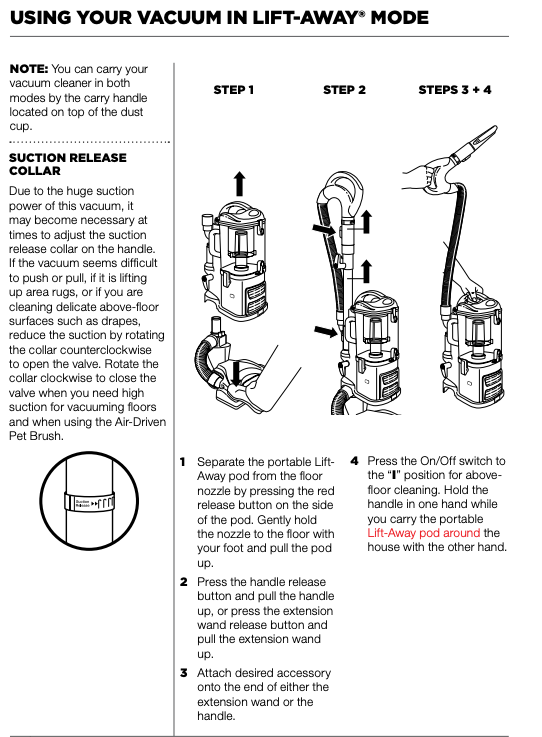 USING YOUR VACUUM IN LIFT-AWAY® MODE
NOTE: You can carry your
vacuum cleaner in both
modes by the carry handle
located on top of the dust
cup.
SUCTION RELEASE
COLLAR
Due to the huge suction
power of this vacuum, it
may become necessary at
times to adjust the suction
release collar on the handle.
If the vacuum seems difficult
to push or pull, if it is lifting
up area rugs, or if you are
cleaning delicate above-floor
surfaces such as drapes,
reduce the suction by rotating
the collar counterclockwise
to open the valve. Rotate the
collar clockwise to close the
valve when you need high
suction for vacuuming floors
and when using the Air-Driven
Pet Brush.
Suction
Release
STEP 1
STEP 2
STEPS 3 + 4
1 Separate the portable Lift-
Away pod from the floor
nozzle by pressing the red
release button on the side
of the pod. Gently hold
the nozzle to the floor with
your foot and pull the pod
up.
2 Press the handle release
button and pull the handle
up, or press the extension
wand release button and
pull the extension wand
up.
3 Attach desired accessory
onto the end of either the
extension wand or the
handle.
4 Press the On/Off switch to
the “I” position for above-
floor cleaning. Hold the
handle in one hand while
you carry the portable
Lift-Away pod around the
house with the other hand.